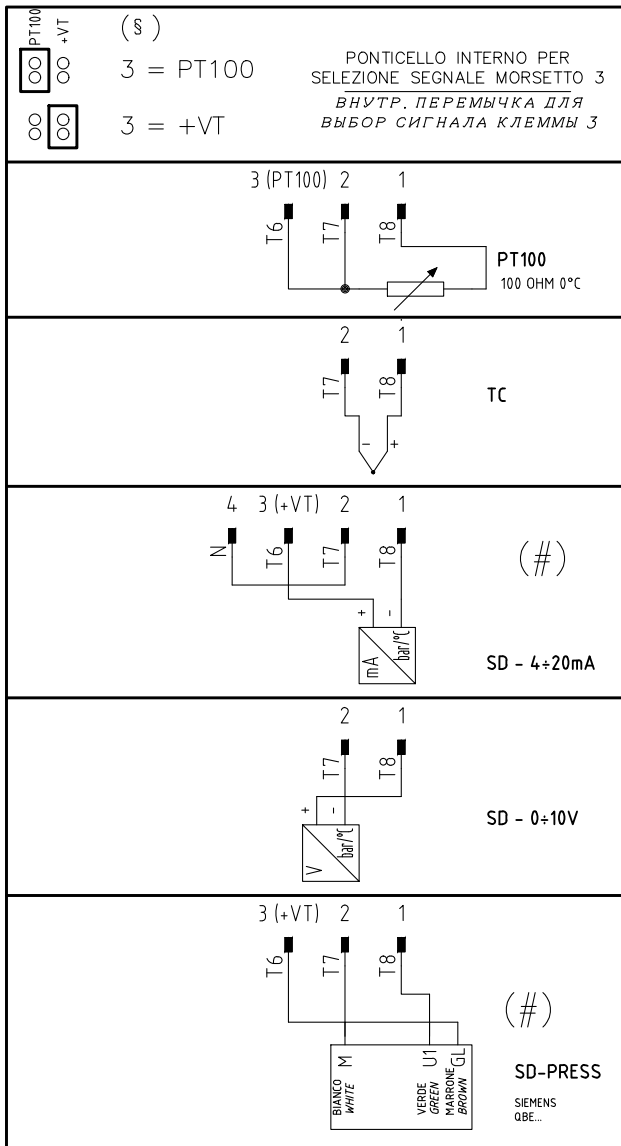 PT100
+VT
(§)
3 = PT100
3 = +VT
PONTICELLO INTERNO PER
SELEZIONE SEGNALE MORSETTO 3
ВНУТР. ПЕРЕМЫЧКА ДЛЯ
ВЫБОР СИГНАЛА КЛЕММЫ 3
3 (PT100) 2 1
T6 T7 T8
PT100
100 OHM 0°C
2 1
T7 T8
TC
- +
4 3 (+VT) 2 1
N T6 T7 T8
(#)
+ -
mA bar/°C
SD - 4÷20mA
2 1
T7 T8
+ -
V bar/°C
SD - 0÷10V
3 (+VT) 2 1
T6 T7 T8
(#)
M U1 GL
BIANCO VERDE MARRONE
WHITE GREEN BROWN
SD-PRESS
SIEMENS
QBE...